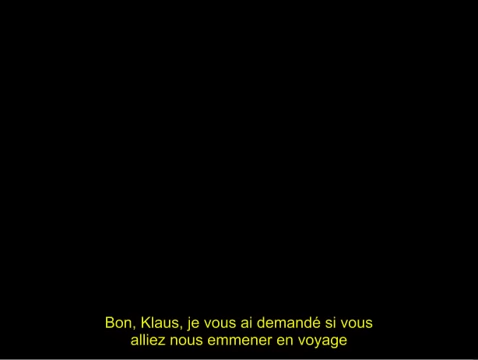 Bon, Klaus, je vous ai demandé si vous
alliez nous emmener en voyage